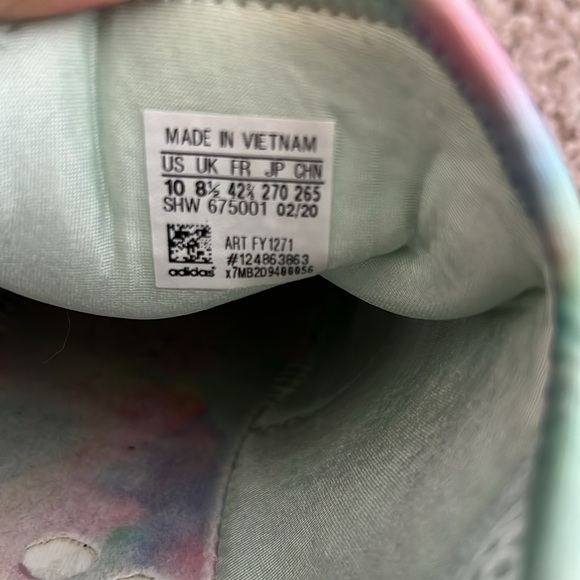 MADE IN VIETNAM
US UK FR JP CHN
10 8½ 42⅔ 270 265
SHW 675001 02/20
ART FY1271
#124863863
adidas